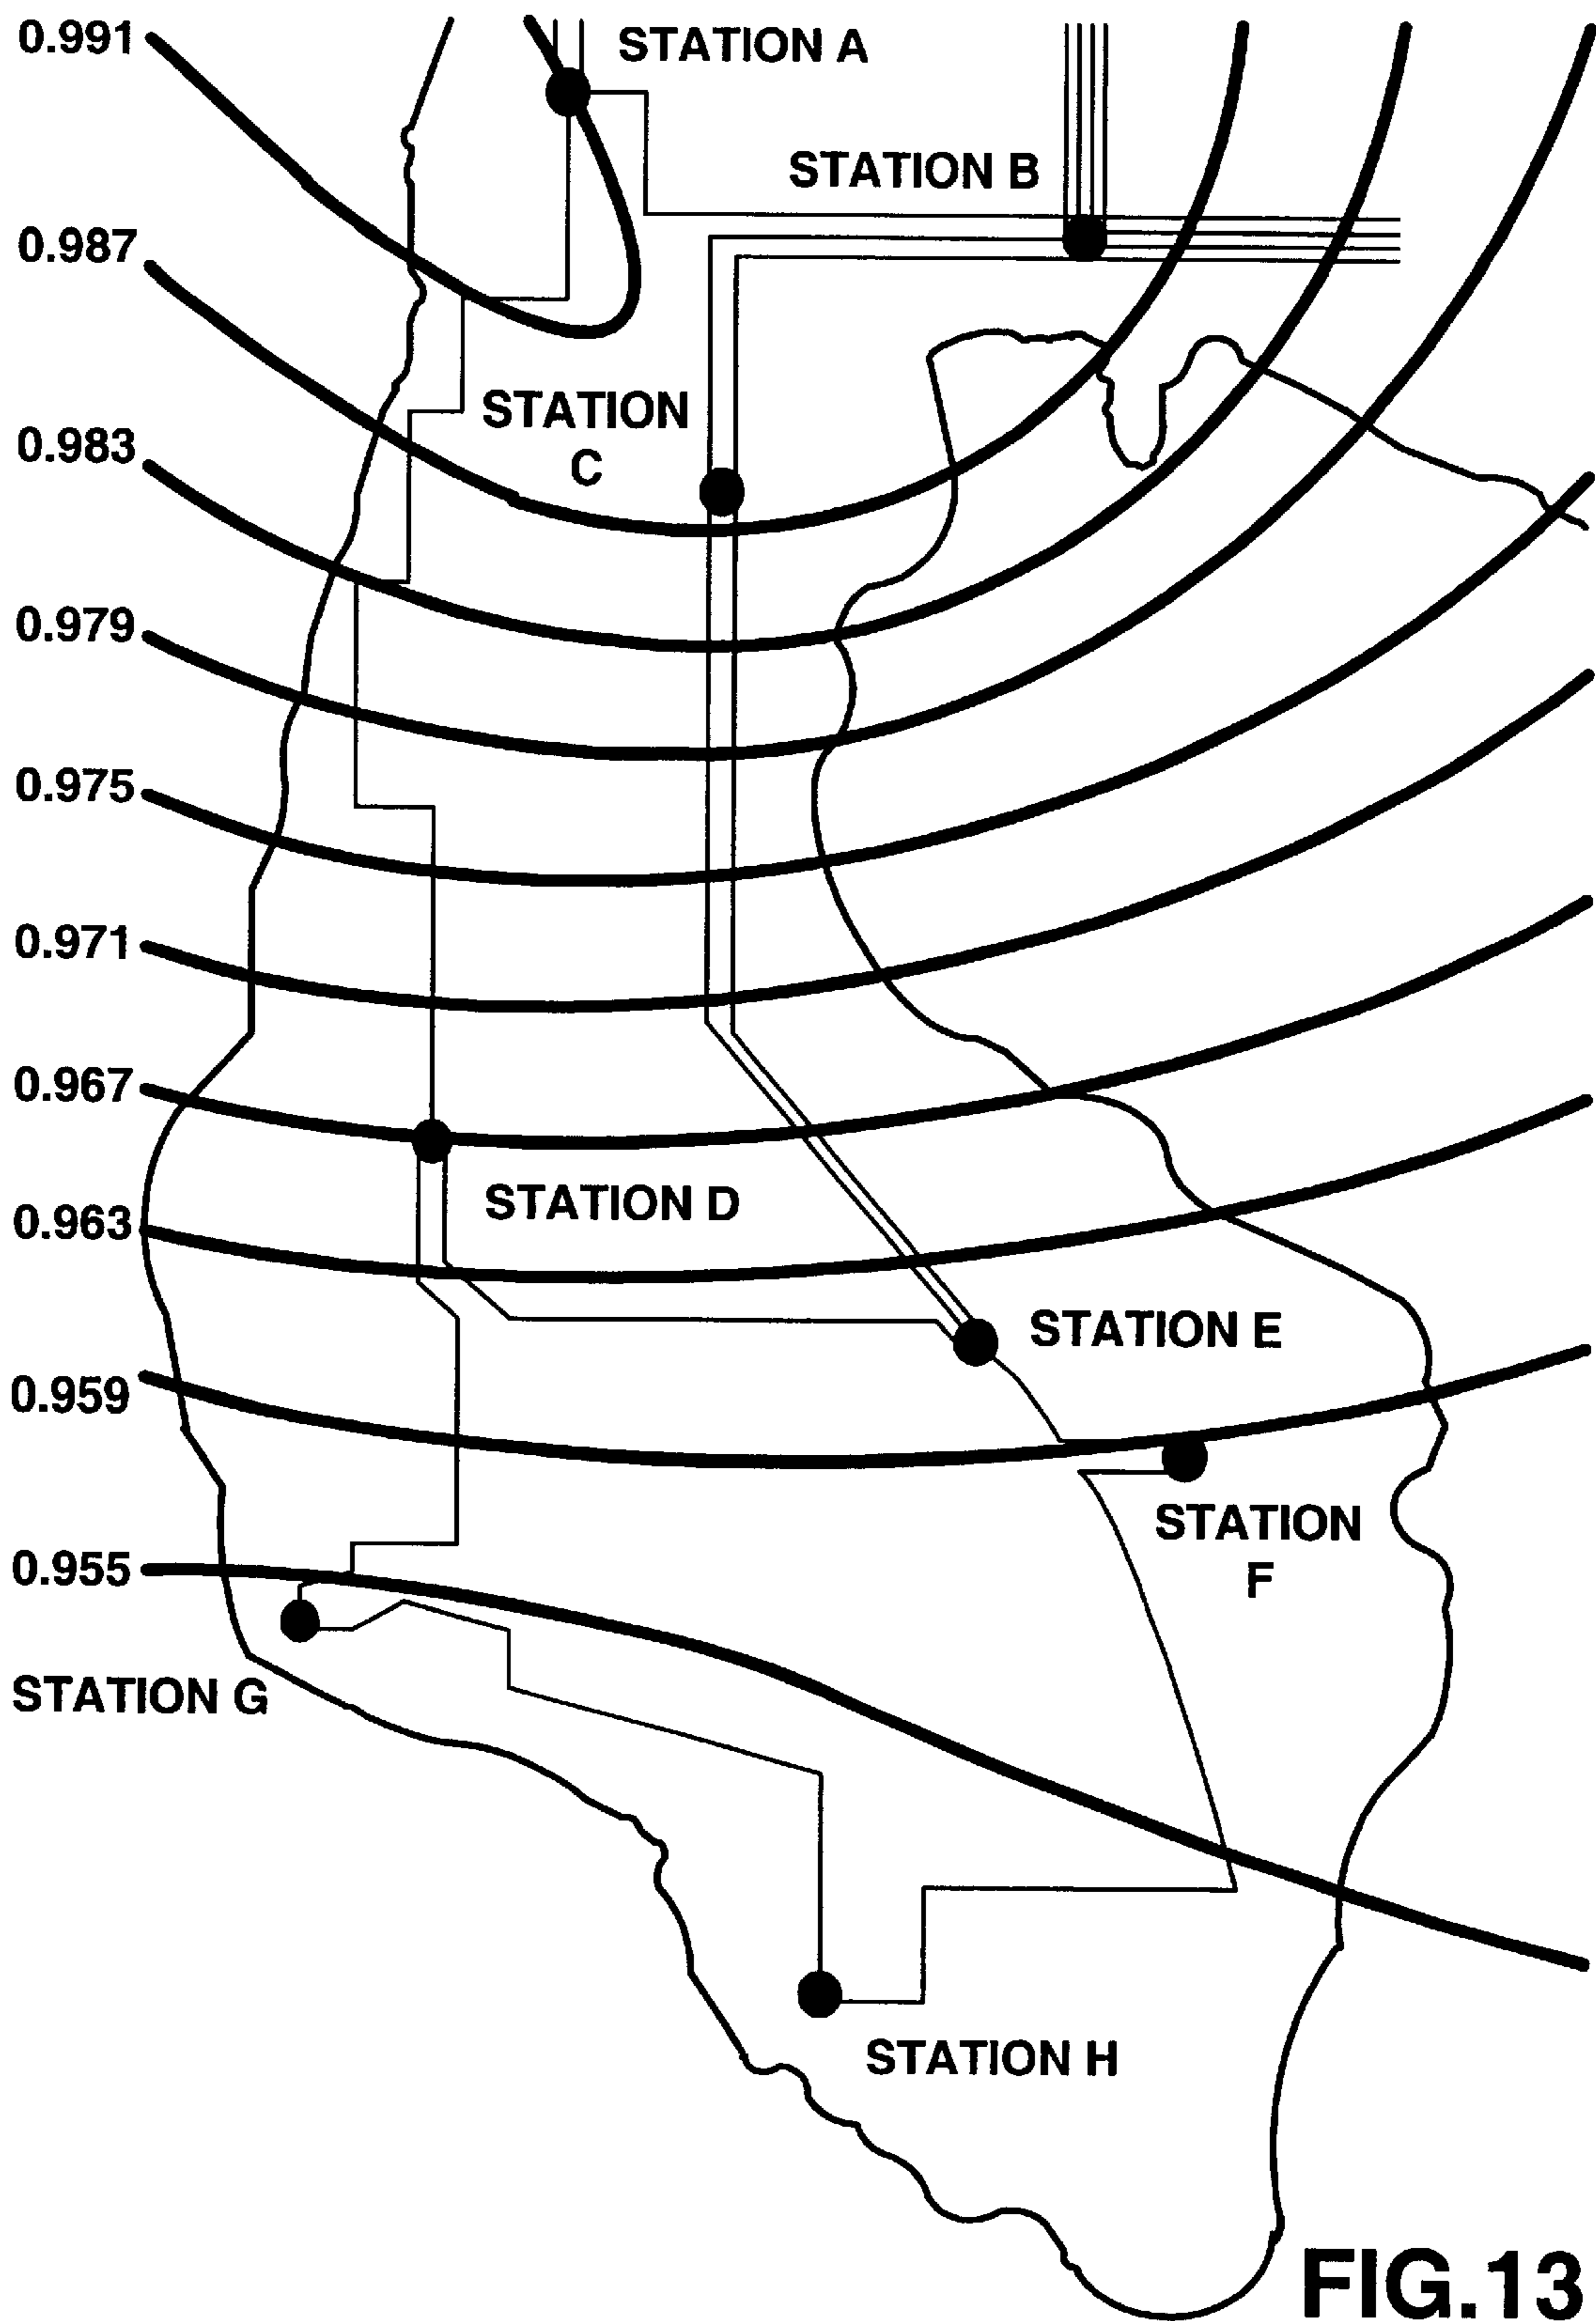 0.991
STATION A
STATION B
0.987
STATION
C
0.983
0.979
0.975
0.971
0.967
STATION D
0.963
STATION E
0.959
STATION
F
0.955
STATION G
STATION H
FIG.13